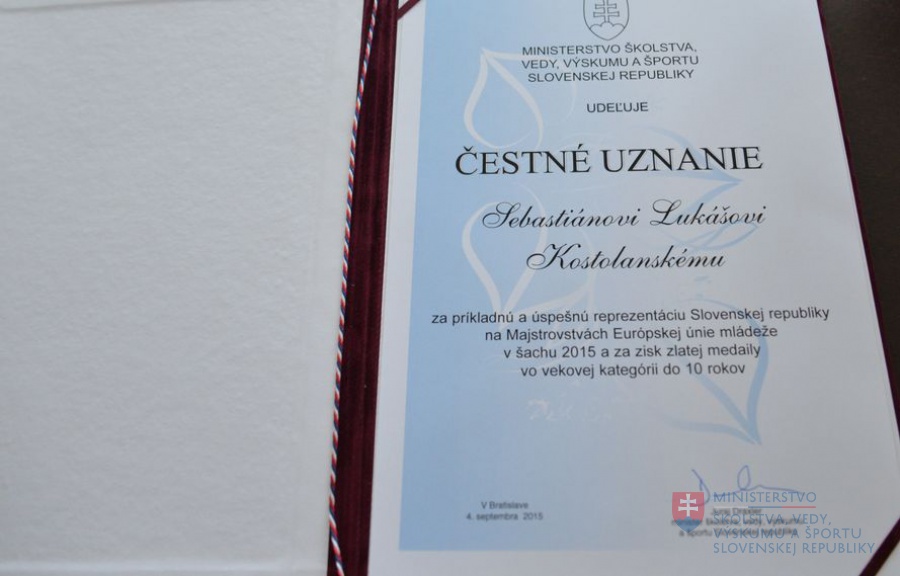 MINISTERSTVO ŠKOLSTVA,
VEDY, VÝSKUMU A ŠPORTU
SLOVENSKEJ REPUBLIKY
UDEĽUJE
ČESTNÉ UZNANIE
Sebastiánovi Lukášovi
Kostolanskému
za príkladnú a úspešnú reprezentáciu Slovenskej republiky
na Majstrovstvách Európskej únie mládeže
v šachu 2015 a za zisk zlatej medaily
vo vekovej kategórii do 10 rokov
V Bratislave
4. septembra 2015
MINISTERSTVO
ŠKOLSTVA, VEDY,
VÝSKUMU A ŠPORTU
SLOVENSKEJ REPUBLIKY